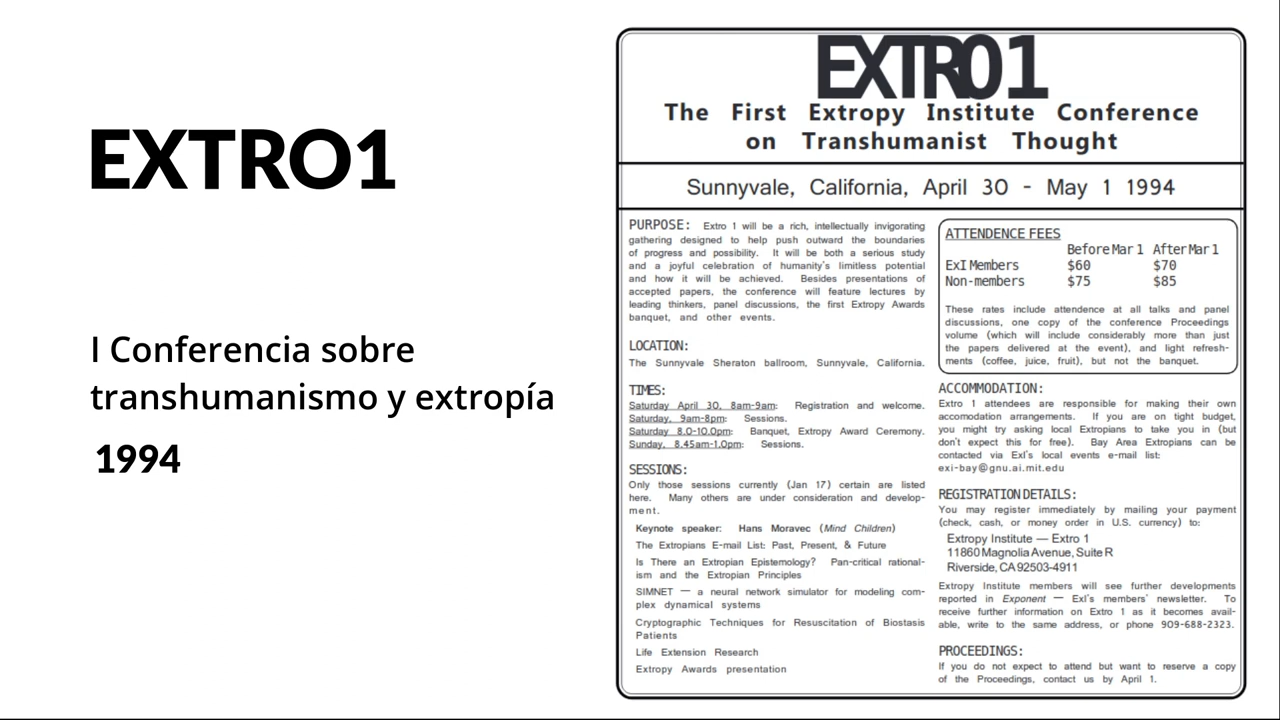 EXTRO1
I Conferencia sobre
transhumanismo y extropía
1994
EXTRO1
The First Extropy Institute Conference
on Transhumanist Thought
Sunnyvale, California, April 30 - May 1 1994
PURPOSE: Extro 1 will be a rich, intellectually invigorating
gathering designed to help push outward the boundaries
of progress and possibility. It will be both a serious study
and a joyful celebration of humanity's limitless potential
and how it will be achieved. Besides presentations of
accepted papers, the conference will feature lectures by
leading thinkers, panel discussions, the first Extropy Awards
banquet, and other events.
LOCATION:
The Sunnyvale Sheraton ballroom, Sunnyvale, California.
TIMES:
Saturday April 30, 8am-9am: Registration and welcome.
Saturday, 9am-8pm: Sessions.
Saturday 8.0-10.0pm: Banquet, Extropy Award Ceremony.
Sunday, 8.45am-1.0pm: Sessions.
SESSIONS:
Only those sessions currently (Jan 17) certain are listed
here. Many others are under consideration and develop-
ment.
Keynote speaker: Hans Moravec (Mind Children)
The Extropians E-mail List: Past, Present, & Future
Is There an Extropian Epistemology? Pan-critical rational-
ism and the Extropian Principles
SIMNET — a neural network simulator for modeling com-
plex dynamical systems
Cryptographic Techniques for Resuscitation of Biostasis
Patients
Life Extension Research
Extropy Awards presentation
ATTENDENCE FEES
Before Mar 1 After Mar 1
ExI Members $60 $70
Non-members $75 $85
These rates include attendence at all talks and panel
discussions, one copy of the conference Proceedings
volume (which will include considerably more than just
the papers delivered at the event), and light refresh-
ments (coffee, juice, fruit), but not the banquet.
ACCOMMODATION:
Extro 1 attendees are responsible for making their own
accomodation arrangements. If you are on tight budget,
you might try asking local Extropians to take you in (but
don't expect this for free). Bay Area Extropians can be
contacted via ExI's local events e-mail list:
exi-bay@gnu.ai.mit.edu
REGISTRATION DETAILS:
You may register immediately by mailing your payment
(check, cash, or money order in U.S. currency) to:
Extropy Institute — Extro 1
11860 Magnolia Avenue, Suite R
Riverside, CA 92503-4911
Extropy Institute members will see further developments
reported in Exponent — ExI's members' newsletter. To
receive further information on Extro 1 as it becomes avail-
able, write to the same address, or phone 909-688-2323.
PROCEEDINGS:
If you do not expect to attend but want to reserve a copy
of the Proceedings, contact us by April 1.